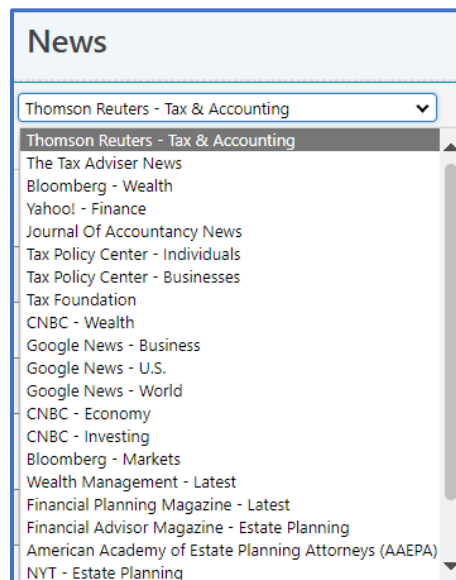 News
Thomson Reuters - Tax & Accounting
Thomson Reuters - Tax & Accounting
The Tax Adviser News
Bloomberg - Wealth
Yahoo! - Finance
Journal Of Accountancy News
Tax Policy Center - Individuals
Tax Policy Center - Businesses
Tax Foundation
CNBC - Wealth
Google News - Business
Google News - U.S.
Google News - World
CNBC - Economy
CNBC - Investing
Bloomberg - Markets
Wealth Management - Latest
Financial Planning Magazine - Latest
Financial Advisor Magazine - Estate Planning
American Academy of Estate Planning Attorneys (AAEPA)
NYT - Estate Planning